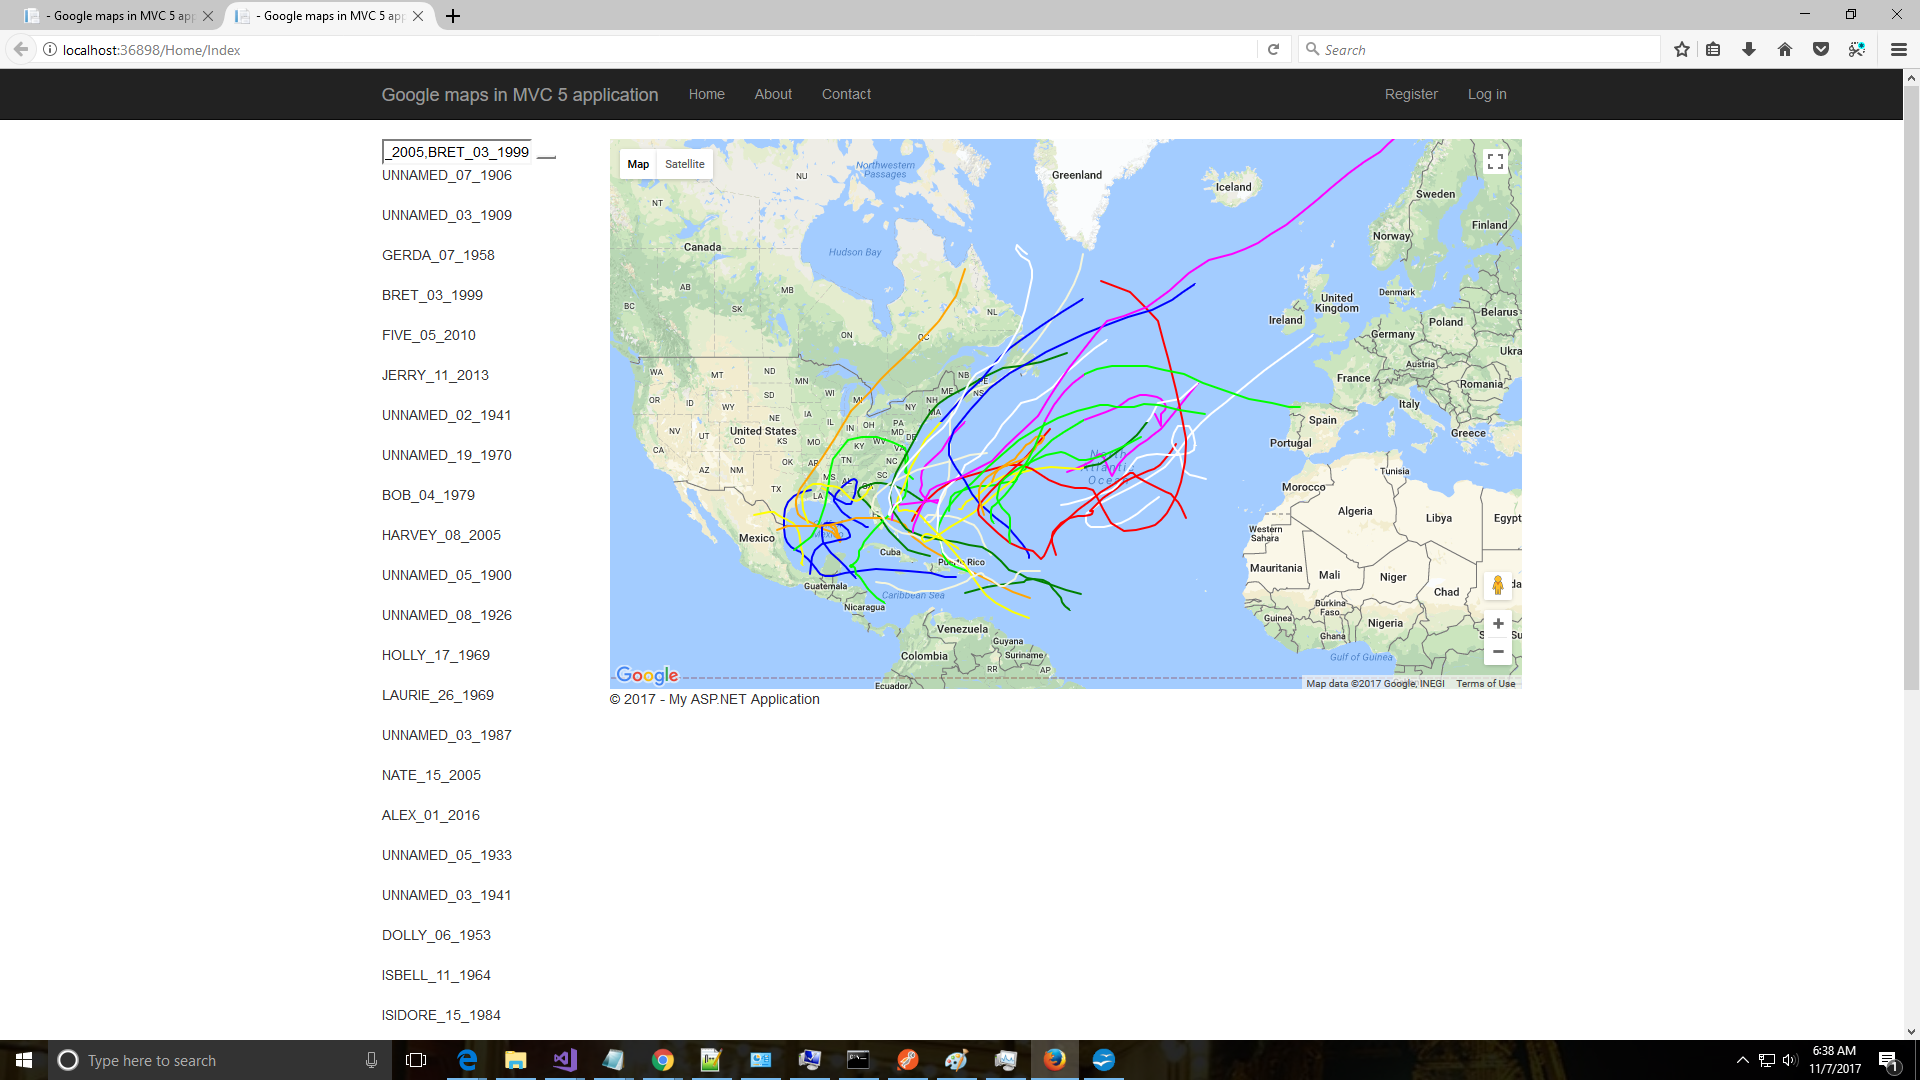 - Google maps in MVC 5 ap
- Google maps in MVC 5 ap
localhost:36898/Home/Index
Search
Google maps in MVC 5 application
Home
About
Contact
Register
Log in
_2005,BRET_03_1999
UNNAMED_07_1906
UNNAMED_03_1909
GERDA_07_1958
BRET_03_1999
FIVE_05_2010
JERRY_11_2013
UNNAMED_02_1941
UNNAMED_19_1970
BOB_04_1979
HARVEY_08_2005
UNNAMED_05_1900
UNNAMED_08_1926
HOLLY_17_1969
LAURIE_26_1969
UNNAMED_03_1987
NATE_15_2005
ALEX_01_2016
UNNAMED_05_1933
UNNAMED_03_1941
DOLLY_06_1953
ISBELL_11_1964
ISIDORE_15_1984
Map
Satellite
Northwestern
Passages
Greenland
Iceland
NU
NT
Sweden
Finland
Norway
Canada
Hudson Bay
AB
MB
BC
SK
NL
ON
QC
United
Kingdom
Denmark
Ireland
Poland
Belarus
Germany
Ukra
Austria
France
Romania
Italy
Spain
Greece
Portugal
WA
MT
ND
MN
NB
PE
NS
ME
OR
ID
SD
WY
NE
IA
MI
NY
NH
MA
NV
UT
United States
CO
KS
MO
IL
IN
OH
PA
MD
DE
KY
WV
VA
CA
AZ
NM
OK
AR
TN
NC
SC
MS
TX
LA
North
Atlantic
Ocean
Tunisia
Morocco
Algeria
Libya
Egypt
Western
Sahara
Mexico
Cuba
Puerto Rico
Guatemala
Caribbean Sea
Nicaragua
Mauritania
Mali
Niger
Chad
Burkina
Faso
Guinea
Ghana
Nigeria
Gulf of Guinea
Venezuela
Guyana
Suriname
Colombia
RR
AP
Ecuador
Google
Map data ©2017 Google, INEGI
Terms of Use
© 2017 - My ASP.NET Application
Type here to search
6:38 AM
11/7/2017
1